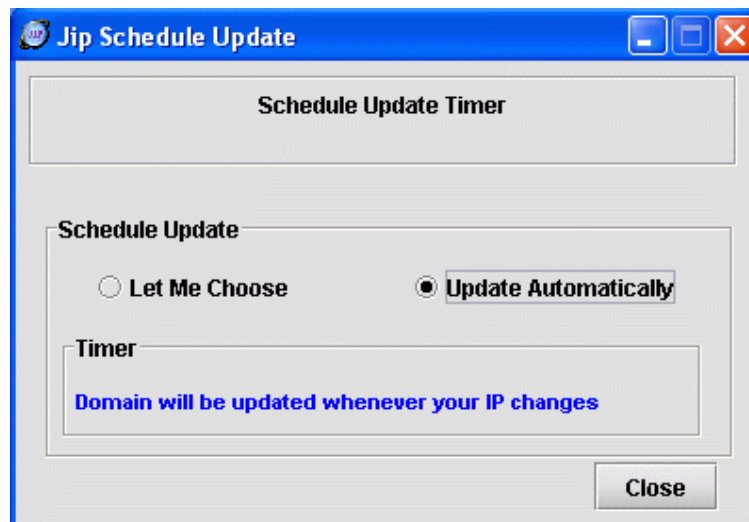 JIP
Jip Schedule Update
Schedule Update Timer
Schedule Update
Let Me Choose
Update Automatically
Timer
Domain will be updated whenever your IP changes
Close